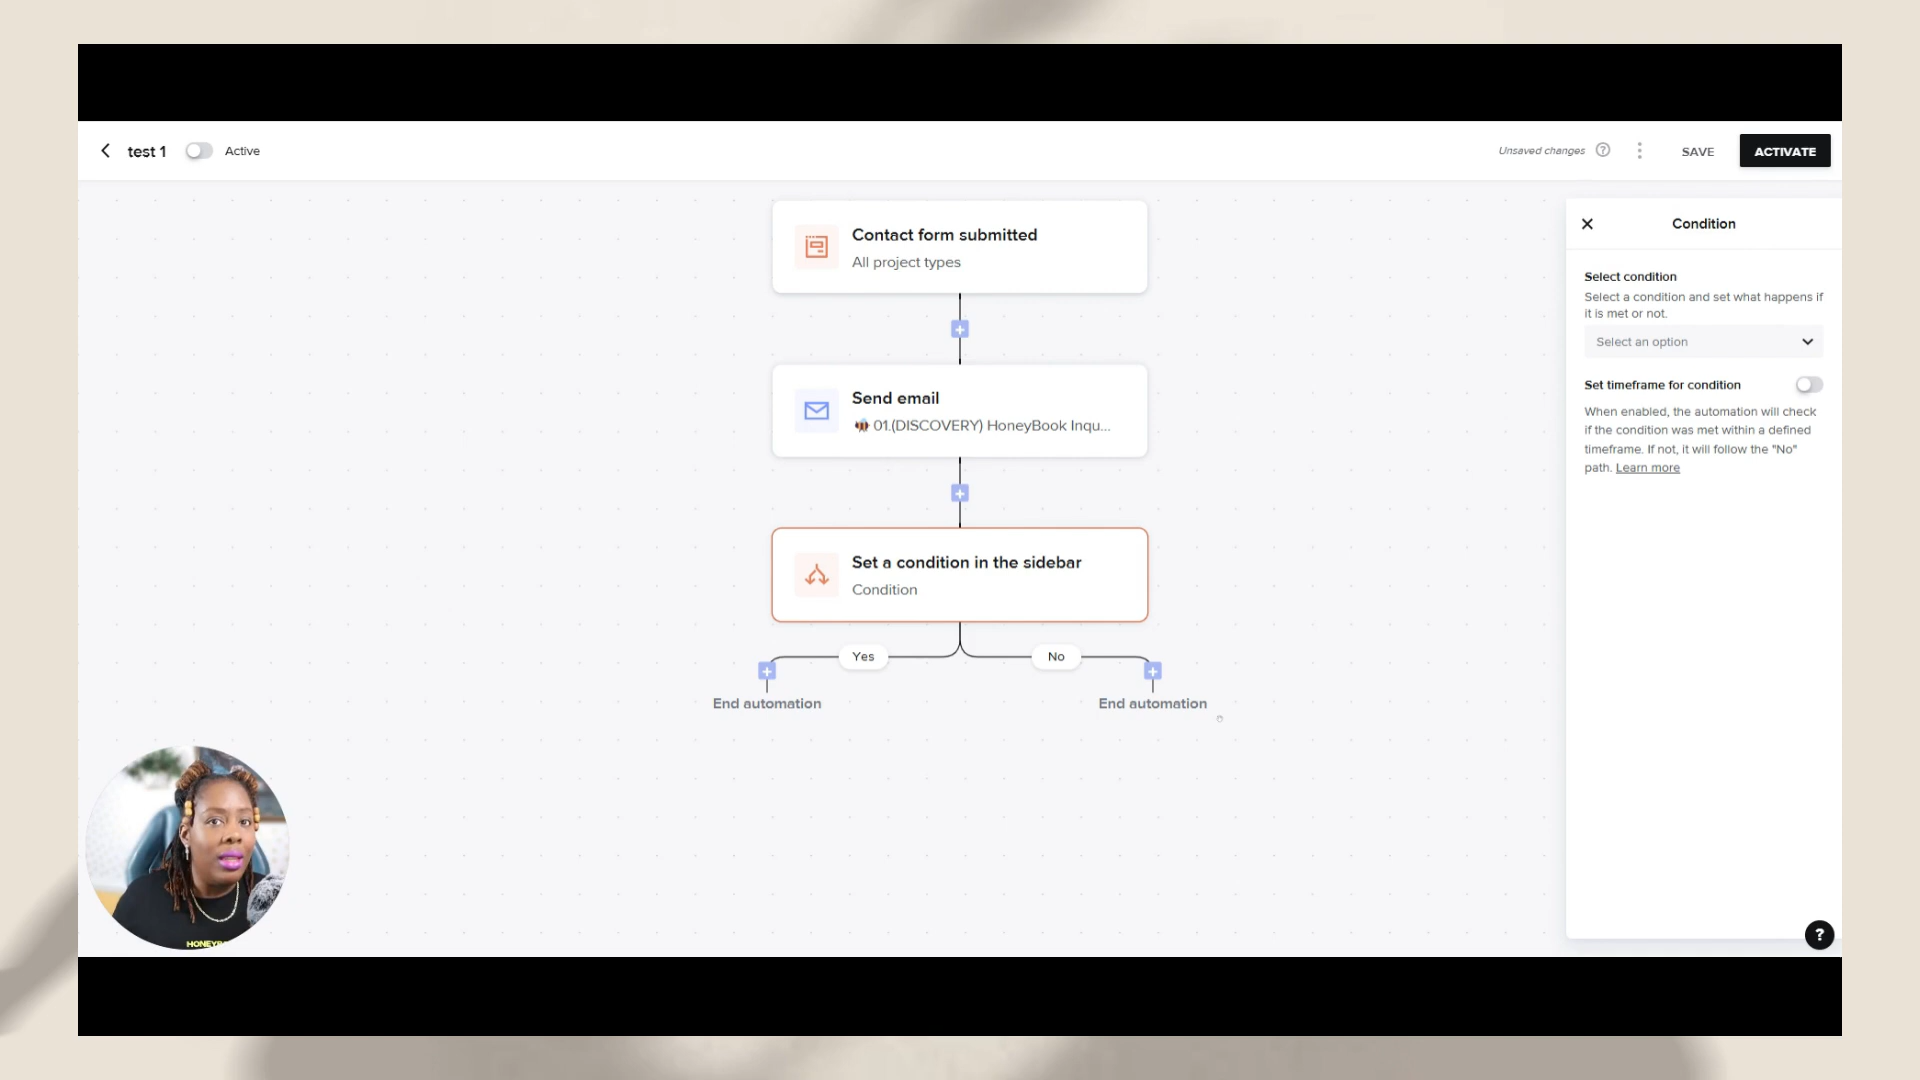 test 1
Active
Unsaved changes
SAVE
ACTIVATE
Contact form submitted
All project types
Send email
01.(DISCOVERY) HoneyBook Inqu...
Set a condition in the sidebar
Condition
Yes
No
End automation
End automation
Condition
Select condition
Select a condition and set what happens if
it is met or not.
Select an option
Set timeframe for condition
When enabled, the automation will check
if the condition was met within a defined
timeframe. If not, it will follow the "No"
path. Learn more
?